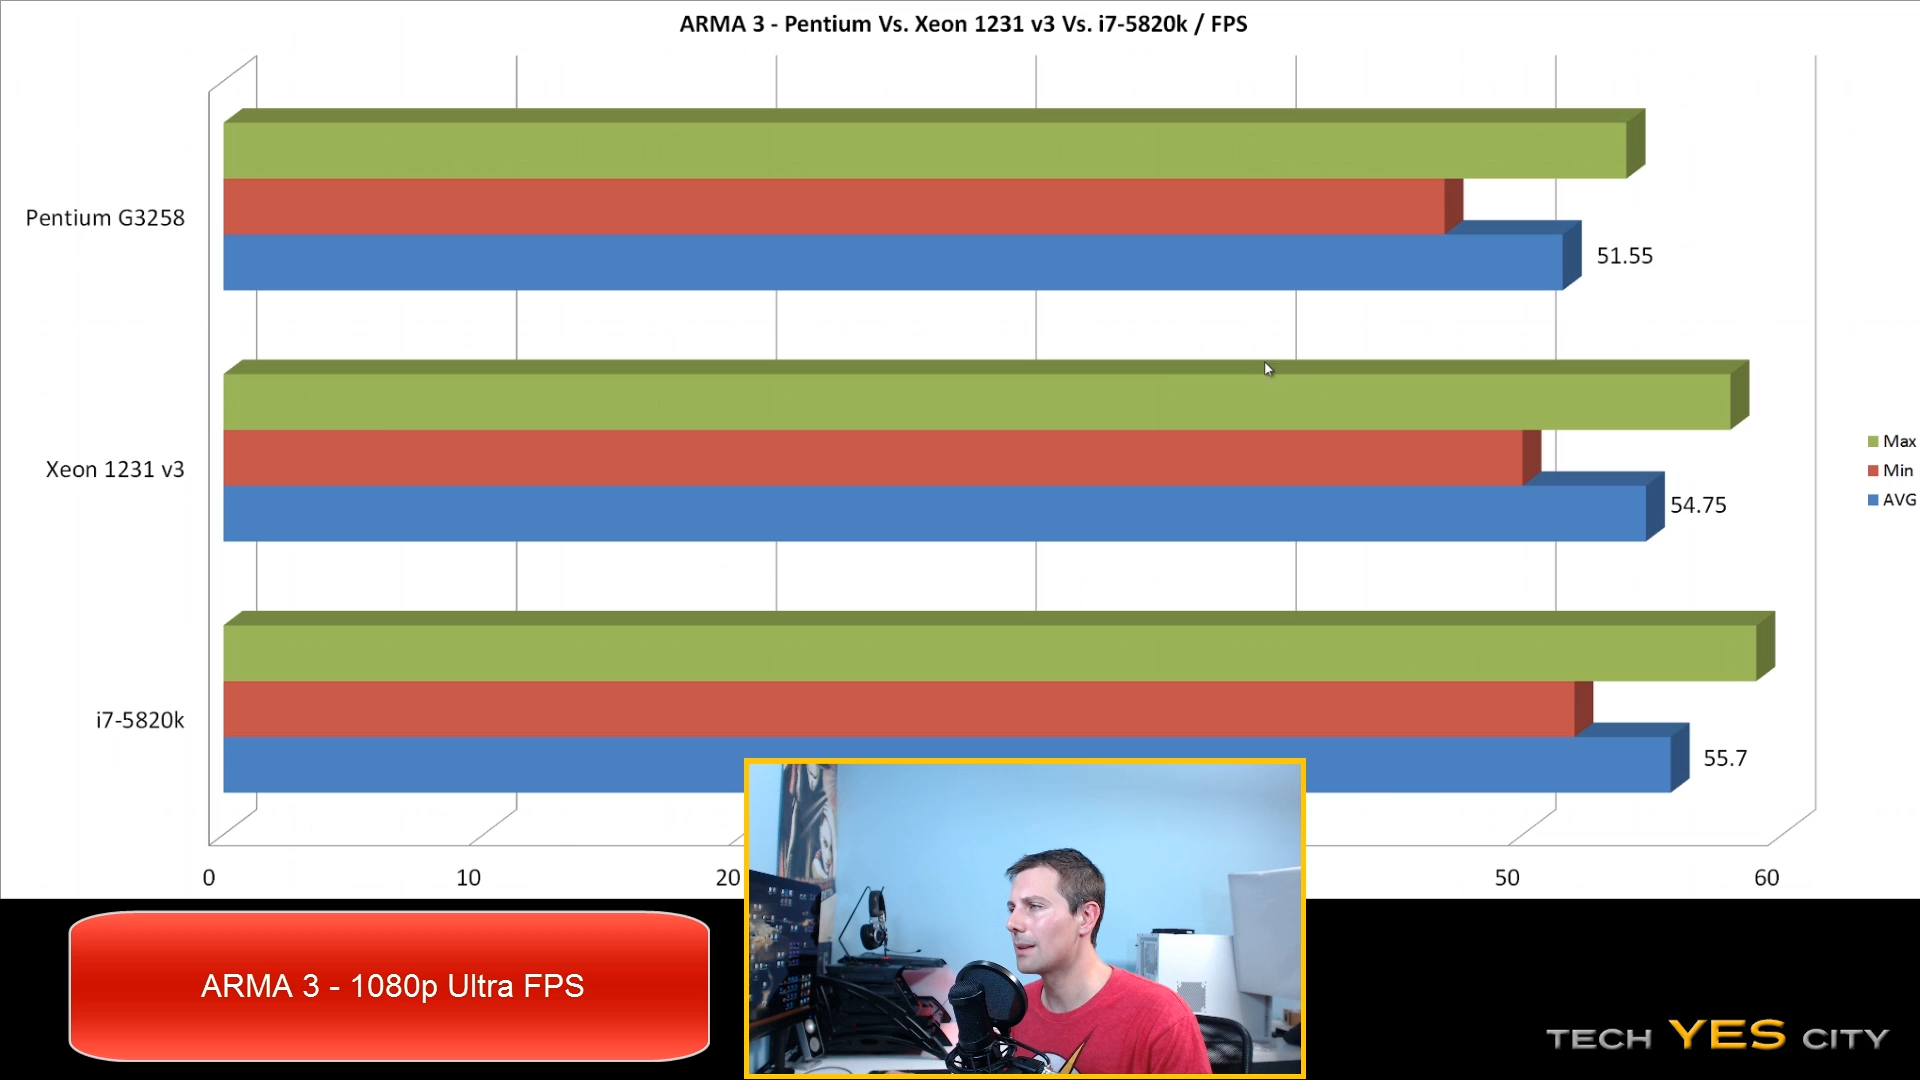 ARMA 3 - Pentium Vs. Xeon 1231 v3 Vs. i7-5820k / FPS
Pentium G3258
51.55
Xeon 1231 v3
54.75
Max
Min
AVG
i7-5820k
55.7
0
10
20
50
60
ARMA 3 - 1080p Ultra FPS
TECH YES CITY